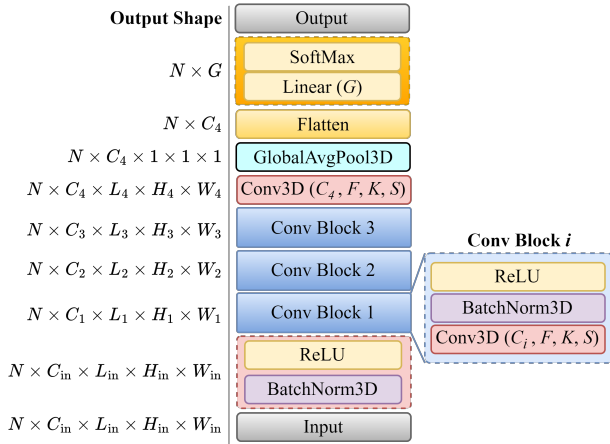 Output Shape
Output
SoftMax
N × G
Linear (G)
N × C₄
Flatten
N × C₄ × 1 × 1 × 1
GlobalAvgPool3D
N × C₄ × L₄ × H₄ × W₄
Conv3D (C₄, F, K, S)
N × C₃ × L₃ × H₃ × W₃
Conv Block 3
N × C₂ × L₂ × H₂ × W₂
Conv Block 2
N × C₁ × L₁ × H₁ × W₁
Conv Block 1
Conv Block i
ReLU
BatchNorm3D
Conv3D (Cᵢ, F, K, S)
ReLU
N × Cin × Lin × Hin × Win
BatchNorm3D
N × Cin × Lin × Hin × Win
Input